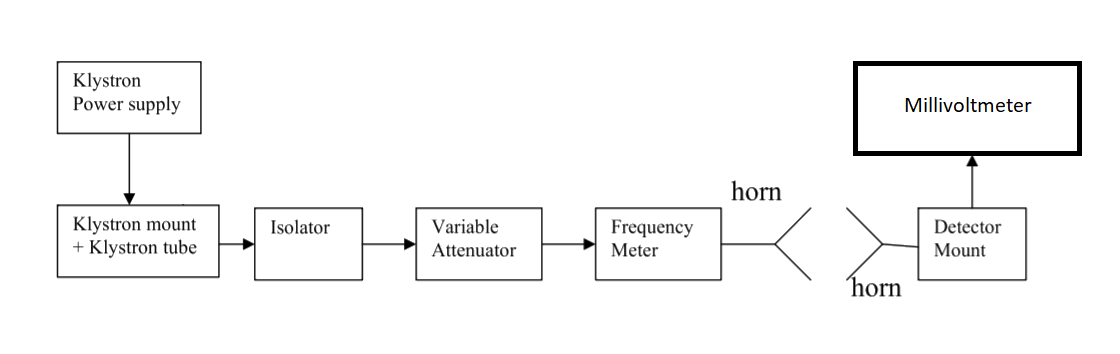 Klystron
Power supply
Millivoltmeter
Klystron mount
+ Klystron tube
Isolator
Variable
Attenuator
Frequency
Meter
horn
horn
Detector
Mount